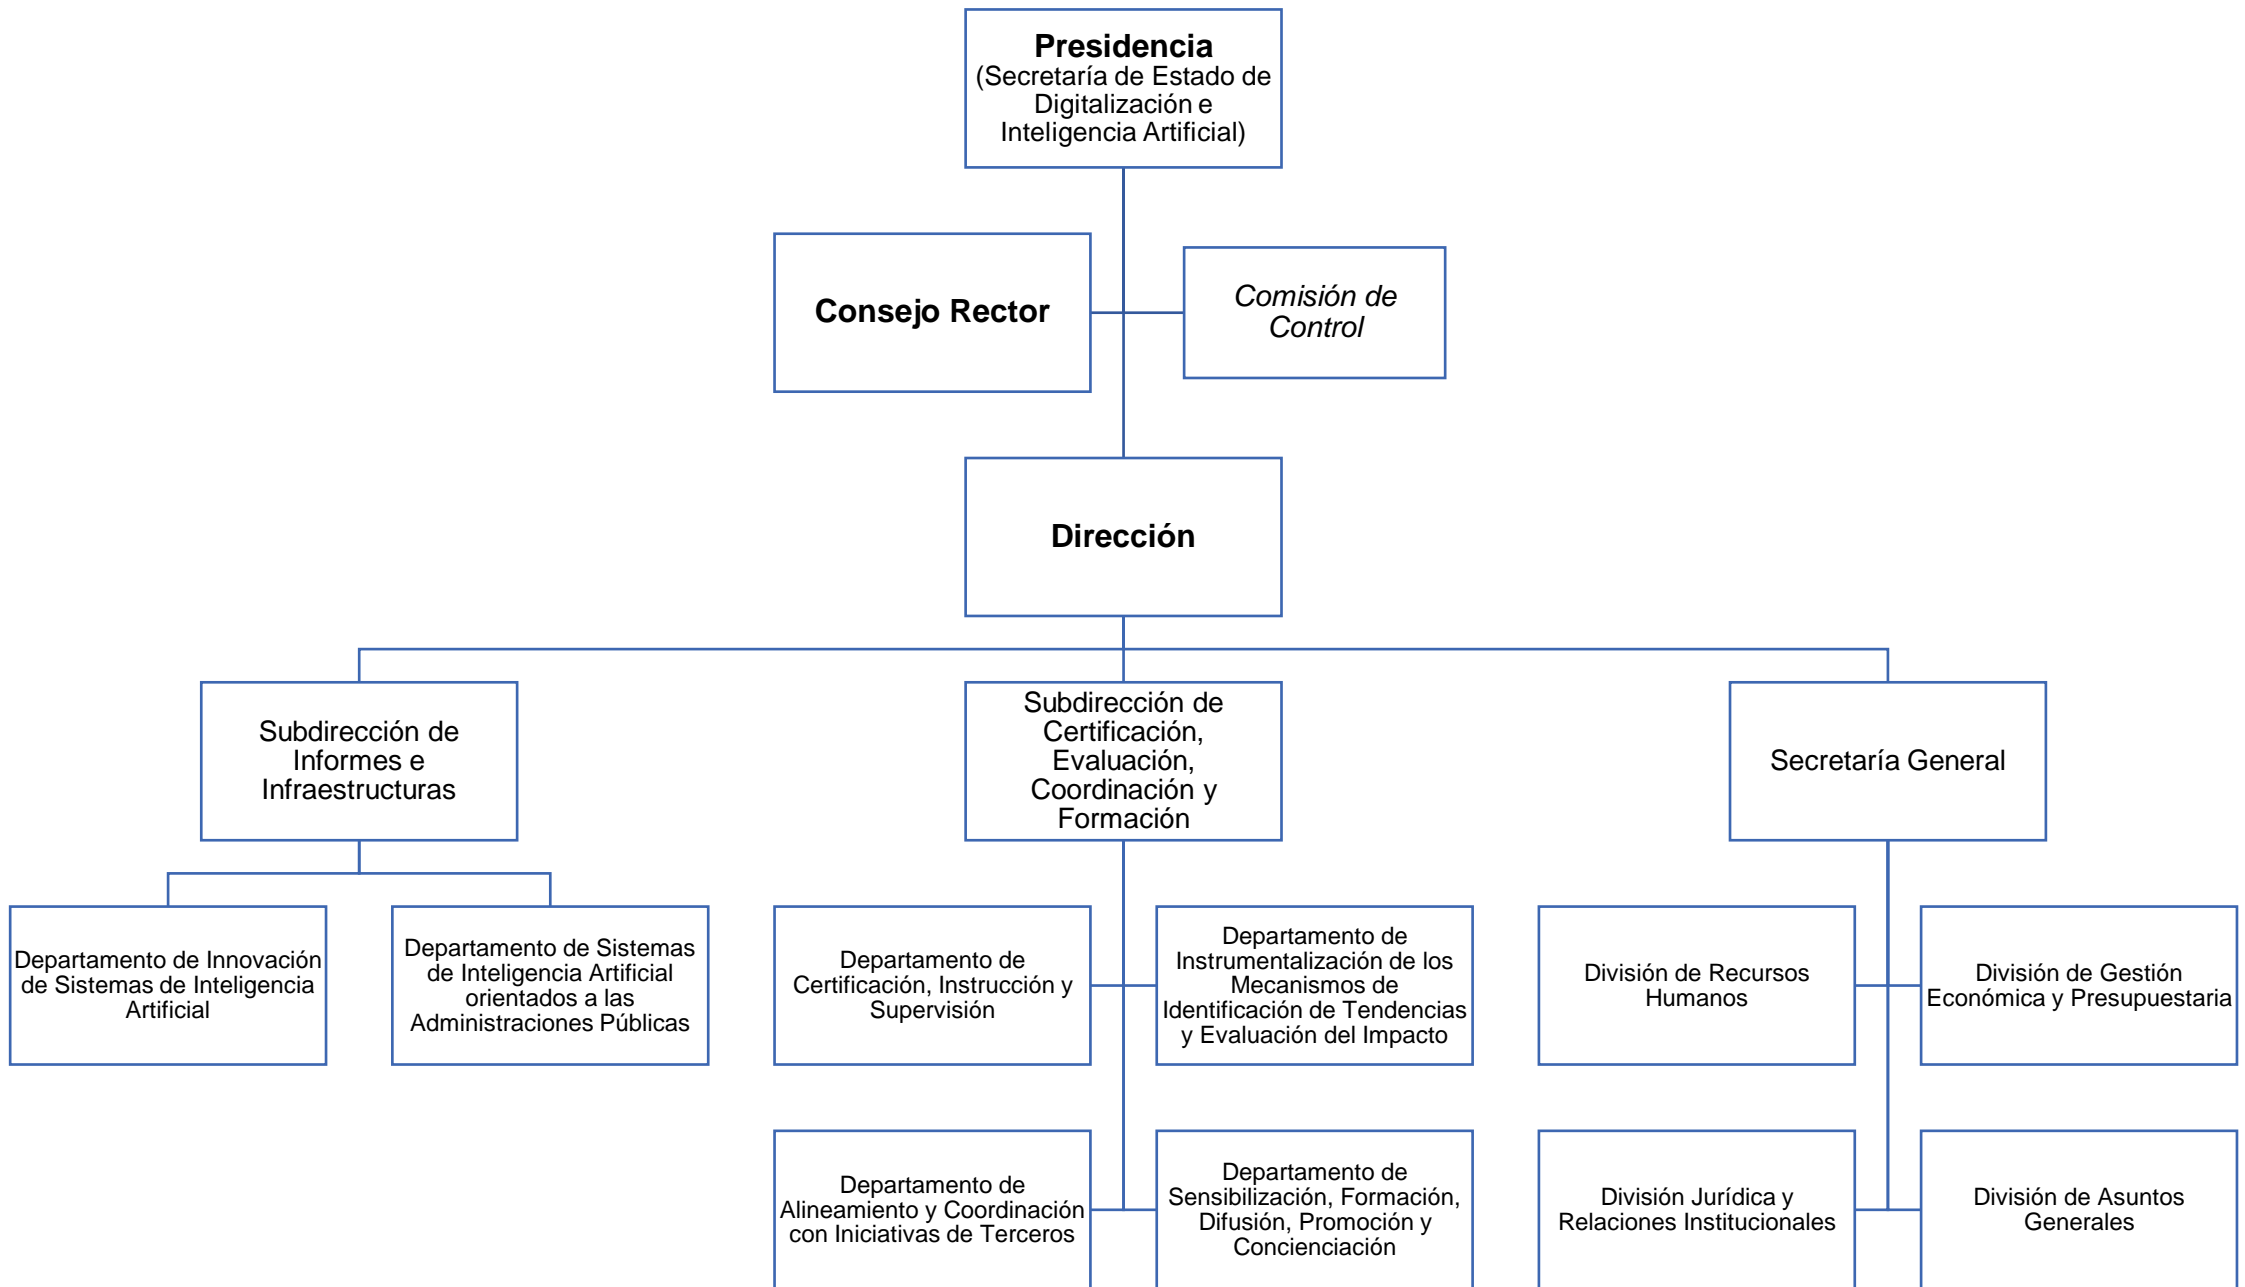 Presidencia
(Secretaría de Estado de
Digitalización e
Inteligencia Artificial)
Consejo Rector
Comisión de
Control
Dirección
Subdirección de
Informes e
Infraestructuras
Subdirección de
Certificación,
Evaluación,
Coordinación y
Formación
Secretaría General
Departamento de Innovación
de Sistemas de Inteligencia
Artificial
Departamento de Sistemas
de Inteligencia Artificial
orientados a las
Administraciones Públicas
Departamento de
Certificación, Instrucción y
Supervisión
Departamento de
Instrumentalización de los
Mecanismos de
Identificación de Tendencias
y Evaluación del Impacto
División de Recursos
Humanos
División de Gestión
Económica y Presupuestaria
Departamento de
Alineamiento y Coordinación
con Iniciativas de Terceros
Departamento de
Sensibilización, Formación,
Difusión, Promoción y
Concienciación
División Jurídica y
Relaciones Institucionales
División de Asuntos
Generales